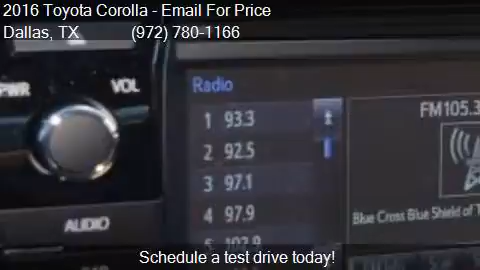 2016 Toyota Corolla - Email For Price
Dallas, TX (972) 780-1166
PWR VOL
Radio
1 93.3
2 92.5
3 97.1
4 97.9
FM105.3
Blue Cross Blue Shield of
AUDIO
Schedule a test drive today!